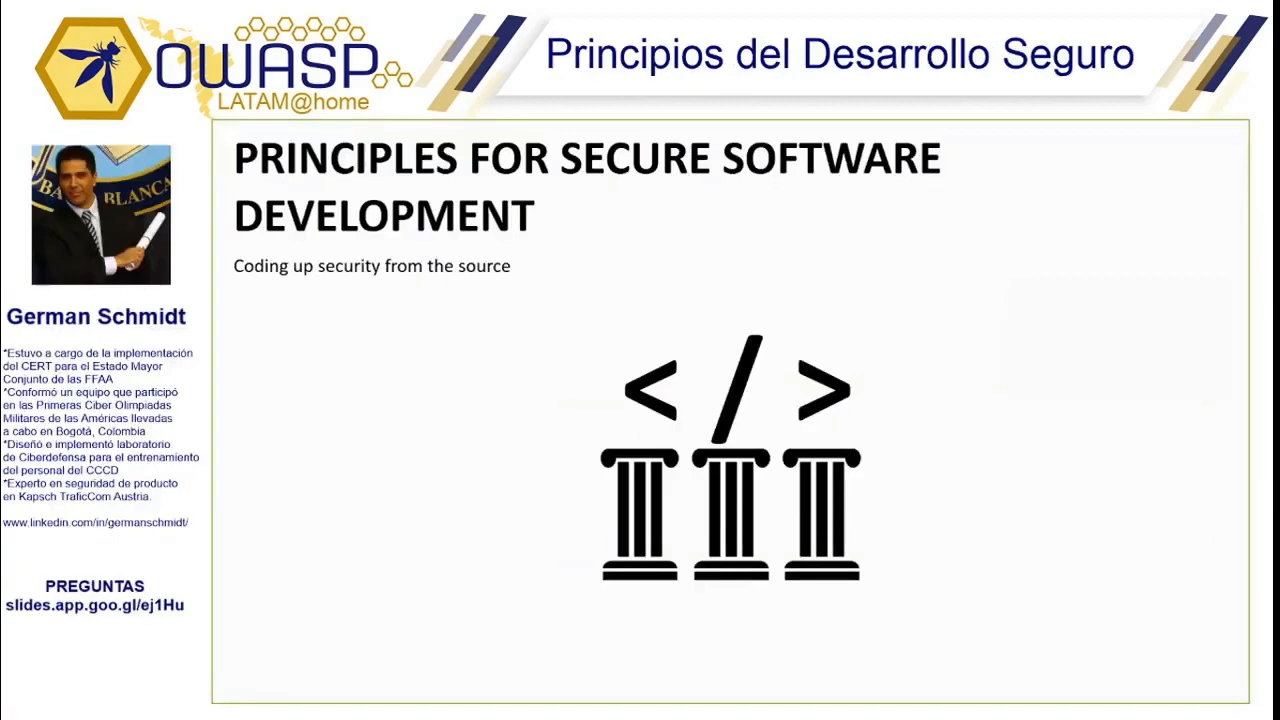 OWASP
LATAM@home
Principios del Desarrollo Seguro
PRINCIPLES FOR SECURE SOFTWARE
DEVELOPMENT
Coding up security from the source
</>
BLANCA
German Schmidt
*Estuvo a cargo de la implementación
del CERT para el Estado Mayor
Conjunto de las FFAA
*Conformó un equipo que participó
en las Primeras Ciber Olimpiadas
Militares de las Américas llevadas
a cabo en Bogotá, Colombia
*Diseñó e implementó laboratorio
de Ciberdefensa para el entrenamiento
del personal del CCCD
*Experto en seguridad de producto
en Kapsch TraficCom Austria.
www.linkedin.com/in/germanschmidt/
PREGUNTAS
slides.app.goo.gl/ej1Hu